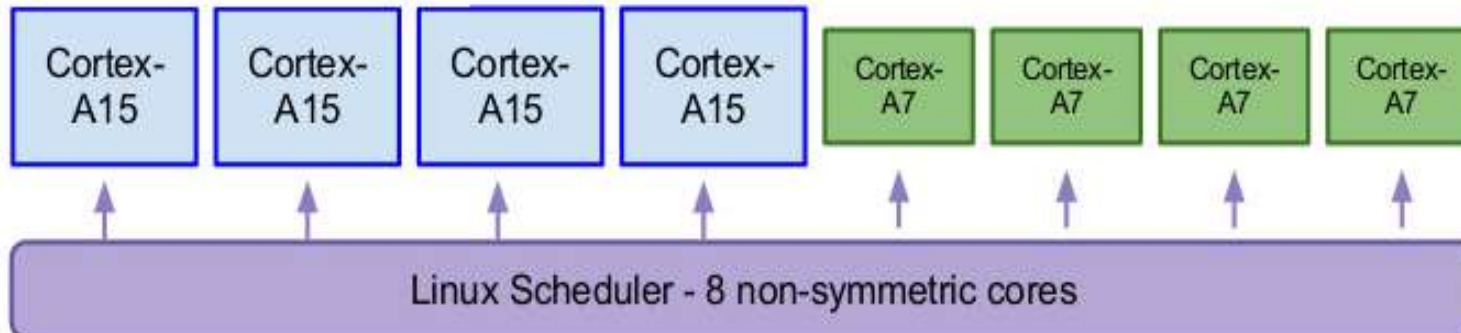 Cortex-
A15
Cortex-
A15
Cortex-
A15
Cortex-
A15
Cortex-
A7
Cortex-
A7
Cortex-
A7
Cortex-
A7
Linux Scheduler - 8 non-symmetric cores